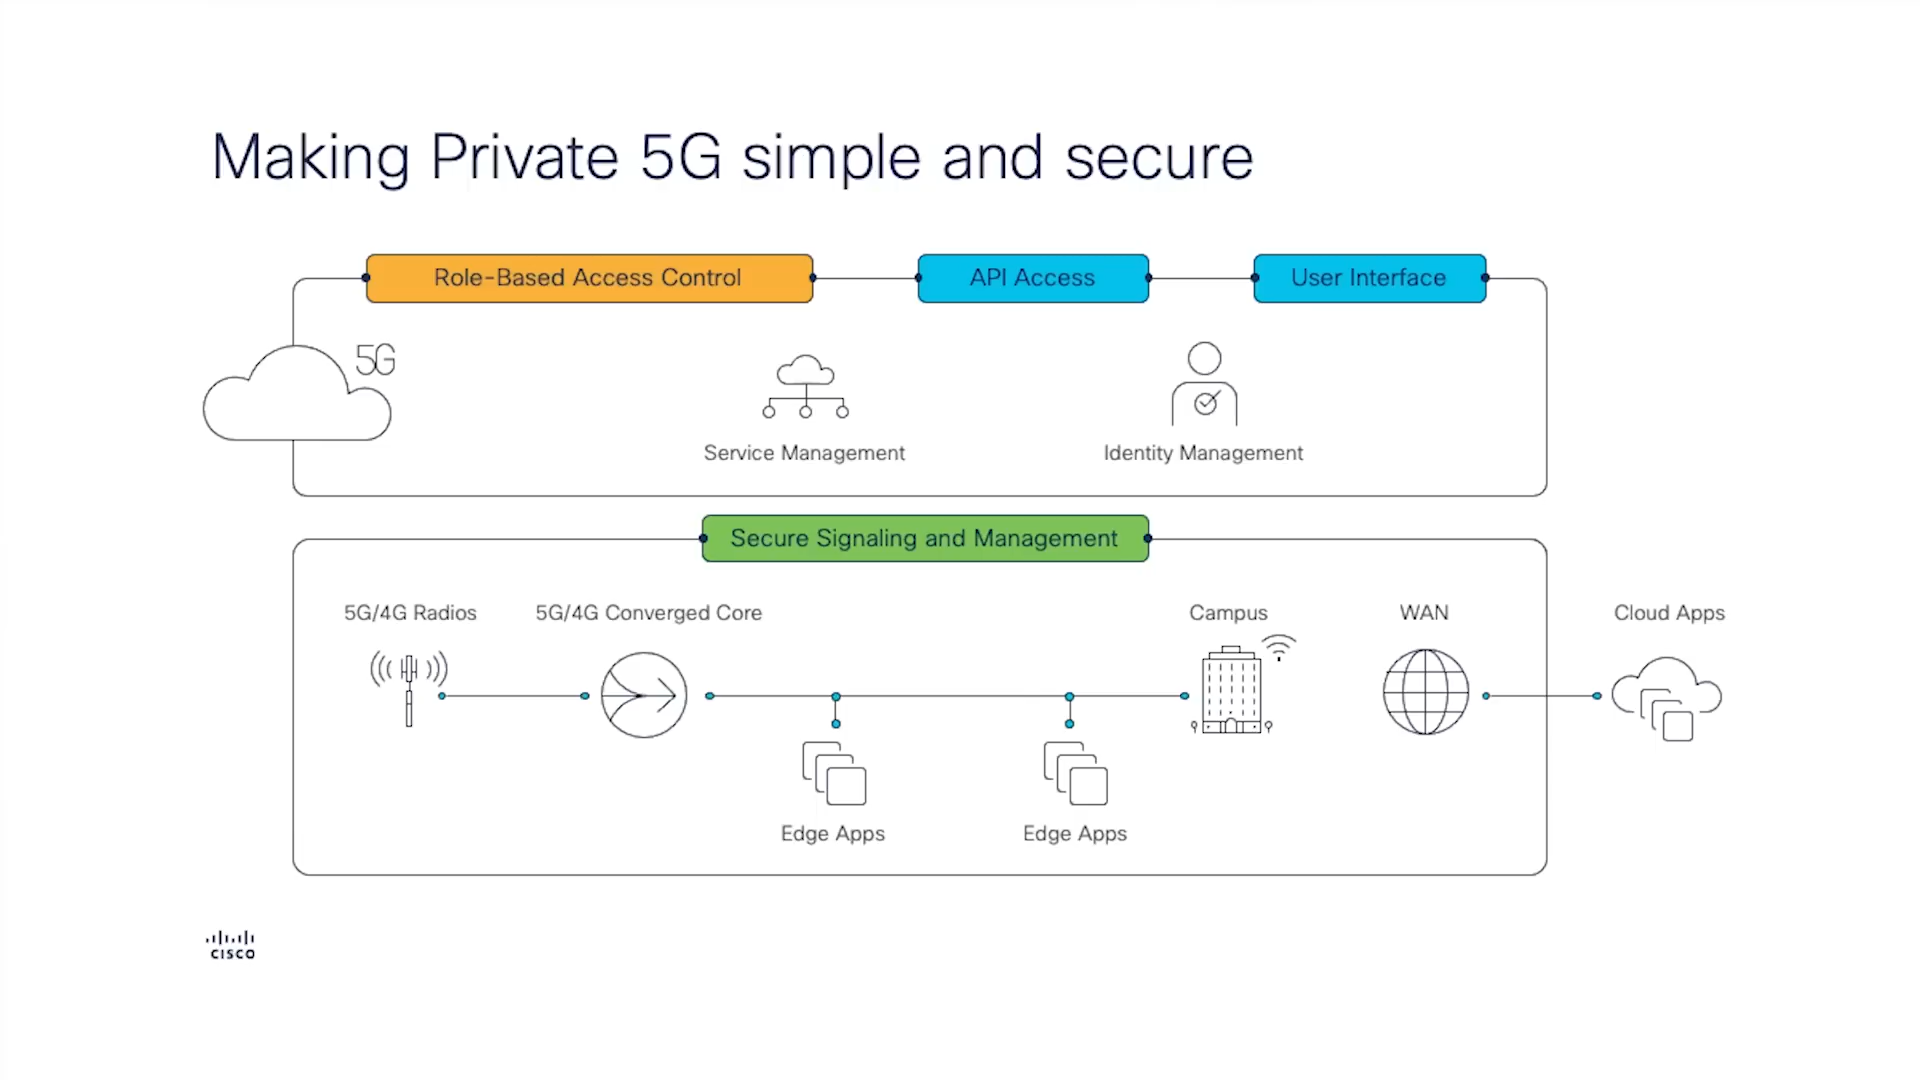 Making Private 5G simple and secure
Role-Based Access Control
API Access
User Interface
5G
Service Management
Identity Management
Secure Signaling and Management
5G/4G Radios
5G/4G Converged Core
Campus
WAN
Cloud Apps
Edge Apps
Edge Apps
CISCO